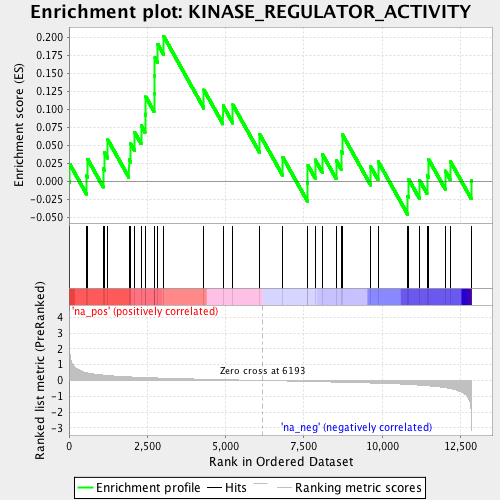 Enrichment plot: KINASE_REGULATOR_ACTIVITY
Enrichment score (ES)
0.200
0.175
0.150
0.125
0.100
0.075
0.050
0.025
0.000
-0.025
-0.050
'na_pos' (positively correlated)
Ranked list metric (PreRanked)
4
3
2
1
0
-1
-2
-3
Zero cross at 6193
'na_neg' (negatively correlated)
0
2,500
5,000
7,500
10,000
12,500
Rank in Ordered Dataset
Enrichment profile
Hits
Ranking metric scores